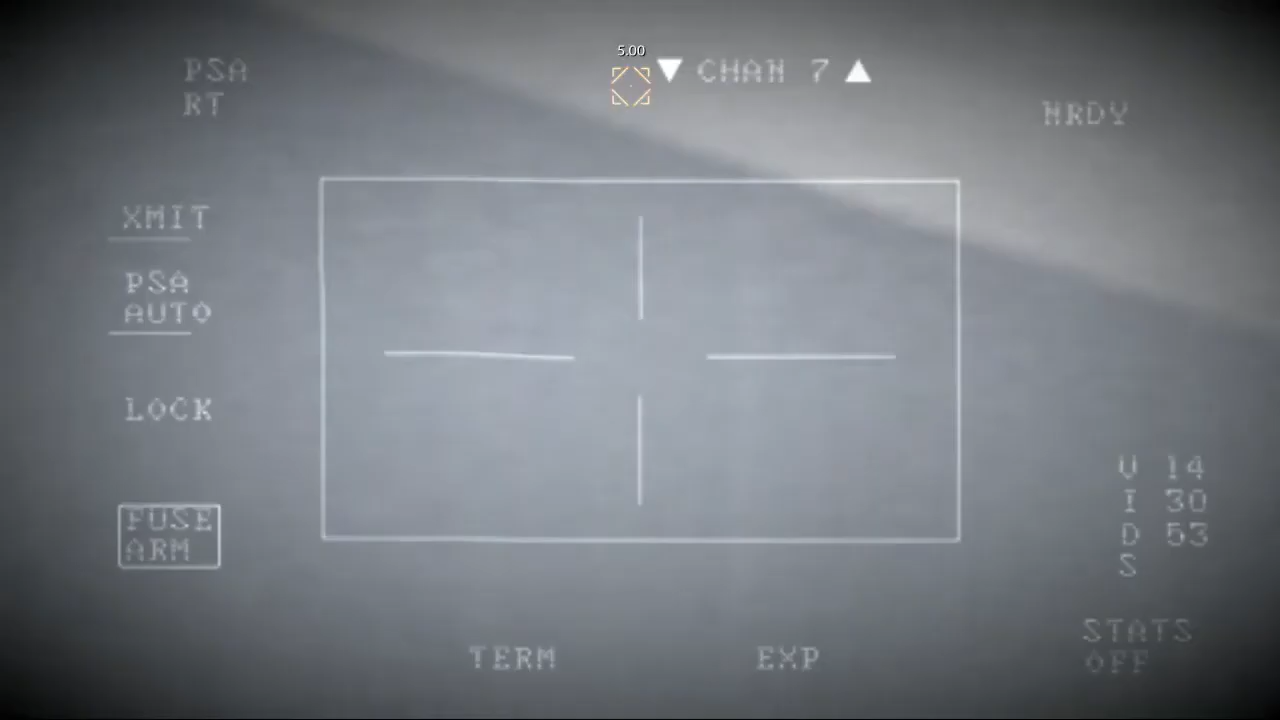 5.00
▼ CHAN 7 ▲
PSA
RT
NRDY
XMIT
PSA
AUTO
LOCK
FUSE
ARM
V 14
I 30
D 53
S
TERM
EXP
STATS
OFF